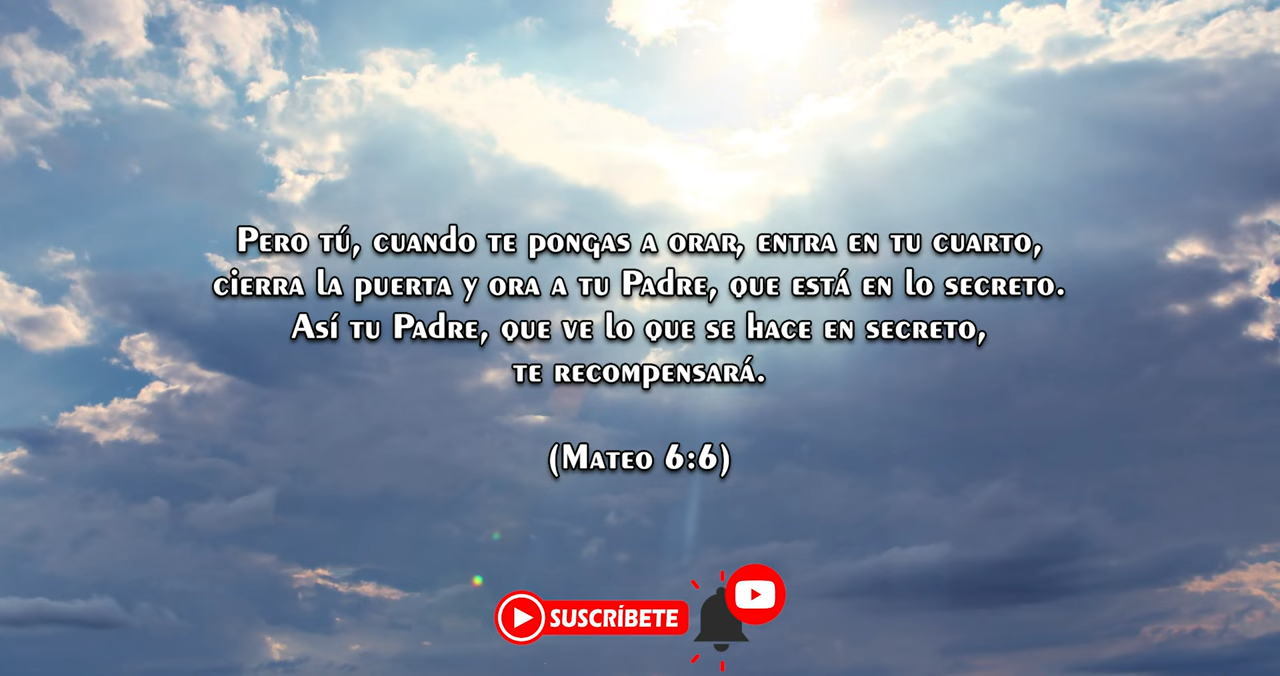 Pero tú, cuando te pongas a orar, entra en tu cuarto,
cierra la puerta y ora a tu Padre, que está en lo secreto.
Así tu Padre, que ve lo que se hace en secreto,
te recompensará.
(Mateo 6:6)
SUSCRÍBETE